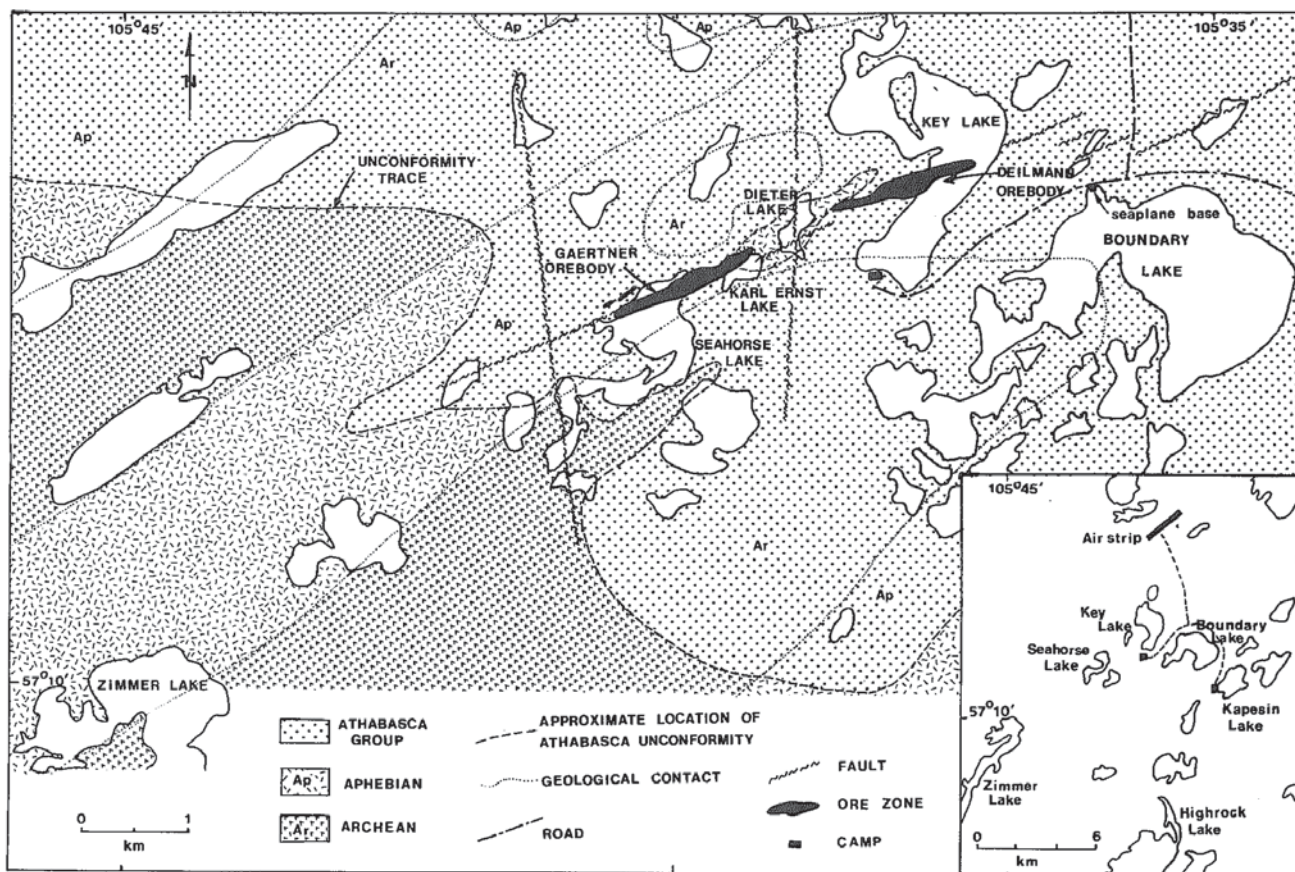 105°45′
105°35′
N
Ap
Ap
Ar
Ap
UNCONFORMITY
TRACE
KEY LAKE
DIETER
LAKE
DEILMANN
OREBODY
seaplane base
BOUNDARY
LAKE
Ar
GAERTNER
OREBODY
KARL ERNST
LAKE
Ap
SEAHORSE
LAKE
Ar
Ap
57°10′
ZIMMER LAKE
105°45′
Air strip
Key
Lake
Boundary
Lake
Seahorse
Lake
Kapesin
Lake
57°10′
Zimmer
Lake
Highrock
Lake
0 6
km
ATHABASCA
GROUP
Ap APHEBIAN
Ar ARCHEAN
APPROXIMATE LOCATION OF
ATHABASCA UNCONFORMITY
GEOLOGICAL CONTACT
ROAD
FAULT
ORE ZONE
CAMP
0 1
km